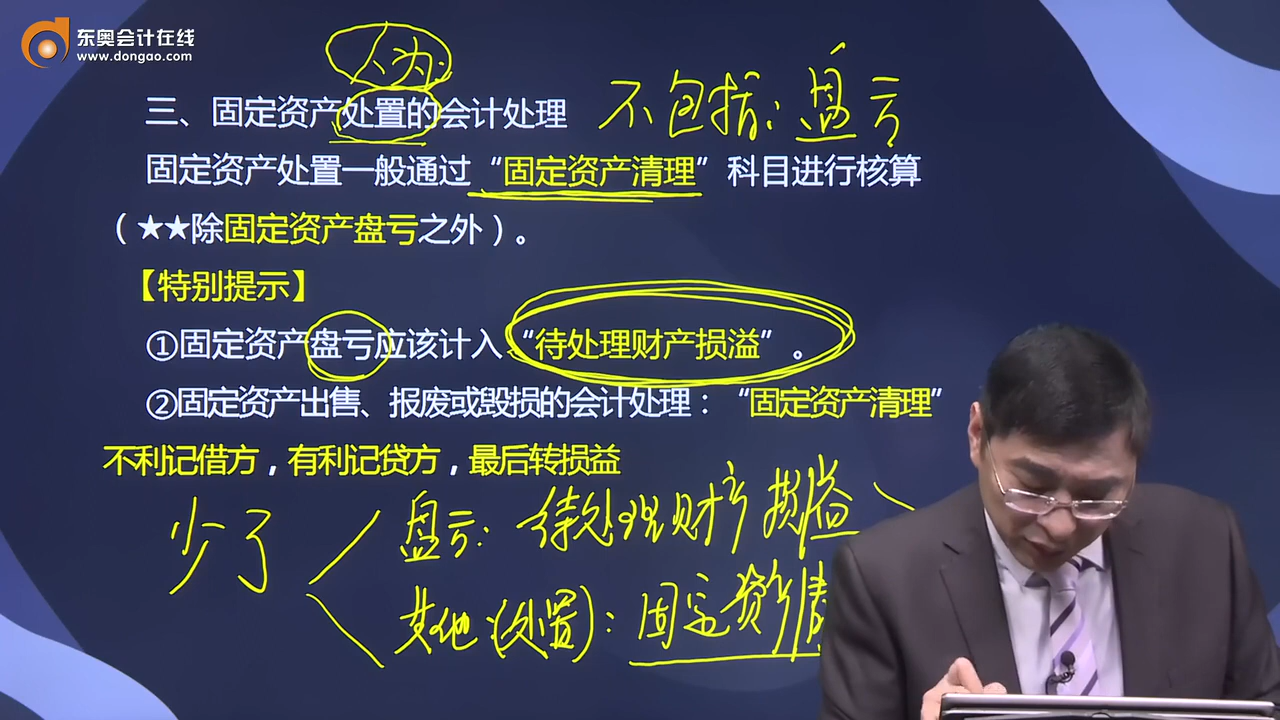 东奥会计在线
www.dongao.com
人为
三、固定资产处置的会计处理
不包括：盘亏
固定资产处置一般通过“固定资产清理”科目进行核算
（★★除固定资产盘亏之外）。
【特别提示】
①固定资产盘亏应该计入“待处理财产损溢”。
②固定资产出售、报废或毁损的会计处理：“固定资产清理”
不利记借方，有利记贷方，最后转损益
少了
盘亏：待处理财产损益
其他（处置）：固定资产清